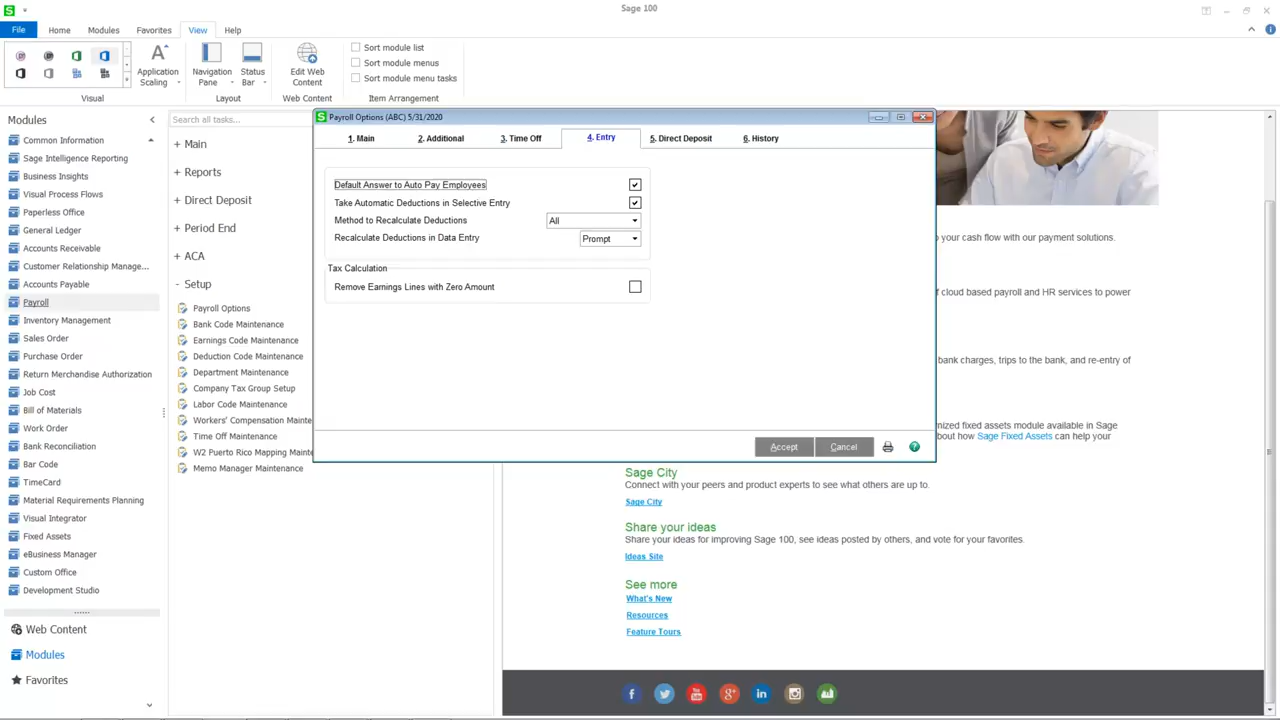 Sage 100
File Home Modules Favorites View Help
Application Scaling
Navigation Pane
Status Bar
Edit Web Content
Sort module list
Sort module menus
Sort module menu tasks
Visual Layout Web Content Item Arrangement
Modules
Common Information
Sage Intelligence Reporting
Business Insights
Visual Process Flows
Paperless Office
General Ledger
Accounts Receivable
Customer Relationship Manage...
Accounts Payable
Payroll
Inventory Management
Sales Order
Purchase Order
Return Merchandise Authorization
Job Cost
Bill of Materials
Work Order
Bank Reconciliation
Bar Code
TimeCard
Material Requirements Planning
Visual Integrator
Fixed Assets
eBusiness Manager
Custom Office
Development Studio
Web Content
Modules
Favorites
Search all tasks...
+ Main
+ Reports
+ Direct Deposit
+ Period End
+ ACA
- Setup
Payroll Options
Bank Code Maintenance
Earnings Code Maintenance
Deduction Code Maintenance
Department Maintenance
Company Tax Group Setup
Labor Code Maintenance
Workers' Compensation Mainte
Time Off Maintenance
W2 Puerto Rico Mapping Mainte
Memo Manager Maintenance
S Payroll Options (ABC) 5/31/2020
1. Main 2. Additional 3. Time Off 4. Entry 5. Direct Deposit 6. History
Default Answer to Auto Pay Employees
Take Automatic Deductions in Selective Entry
Method to Recalculate Deductions All
Recalculate Deductions in Data Entry Prompt
Tax Calculation
Remove Earnings Lines with Zero Amount
Accept Cancel
your cash flow with our payment solutions.
of cloud based payroll and HR services to power
bank charges, trips to the bank, and re-entry of
mized fixed assets module available in Sage
about how Sage Fixed Assets can help your
Sage City
Connect with your peers and product experts to see what others are up to.
Sage City
Share your ideas
Share your ideas for improving Sage 100, see ideas posted by others, and vote for your favorites.
Ideas Site
See more
What's New
Resources
Feature Tours